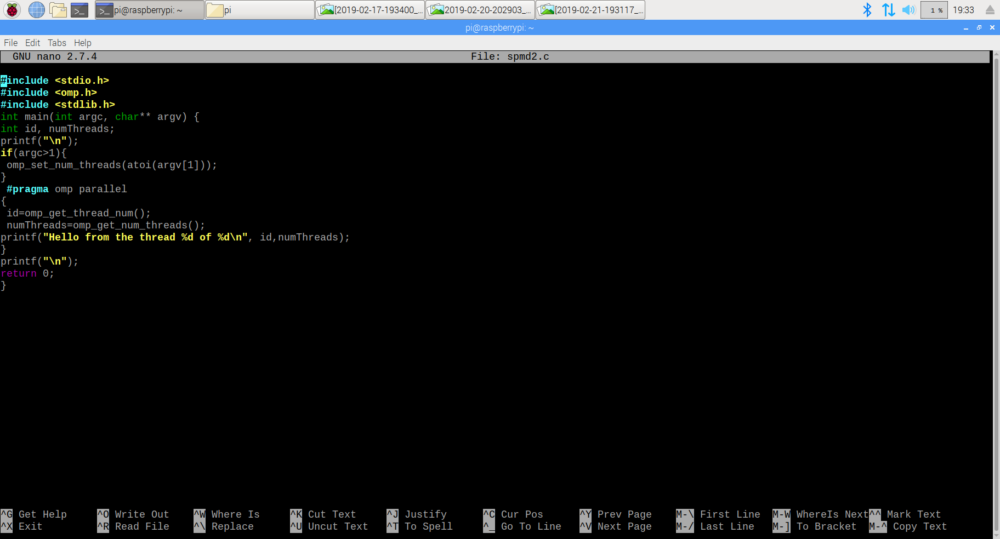 pi@raspberrypi: ~ pi [2019-02-17-193400_... 2019-02-20-202903_... [2019-02-21-193117_... 1 % 19:33
pi@raspberrypi: ~
File Edit Tabs Help
GNU nano 2.7.4 File: spmd2.c
#include <stdio.h>
#include <omp.h>
#include <stdlib.h>
int main(int argc, char** argv) {
int id, numThreads;
printf("\n");
if(argc>1){
 omp_set_num_threads(atoi(argv[1]));
}
 #pragma omp parallel
{
 id=omp_get_thread_num();
 numThreads=omp_get_num_threads();
printf("Hello from the thread %d of %d\n", id,numThreads);
}
printf("\n");
return 0;
}
^G Get Help ^O Write Out ^W Where Is ^K Cut Text ^J Justify ^C Cur Pos ^Y Prev Page M-\ First Line M-W WhereIs Next ^^ Mark Text
^X Exit ^R Read File ^\ Replace ^U Uncut Text ^T To Spell ^_ Go To Line ^V Next Page M-/ Last Line M-] To Bracket M-^ Copy Text